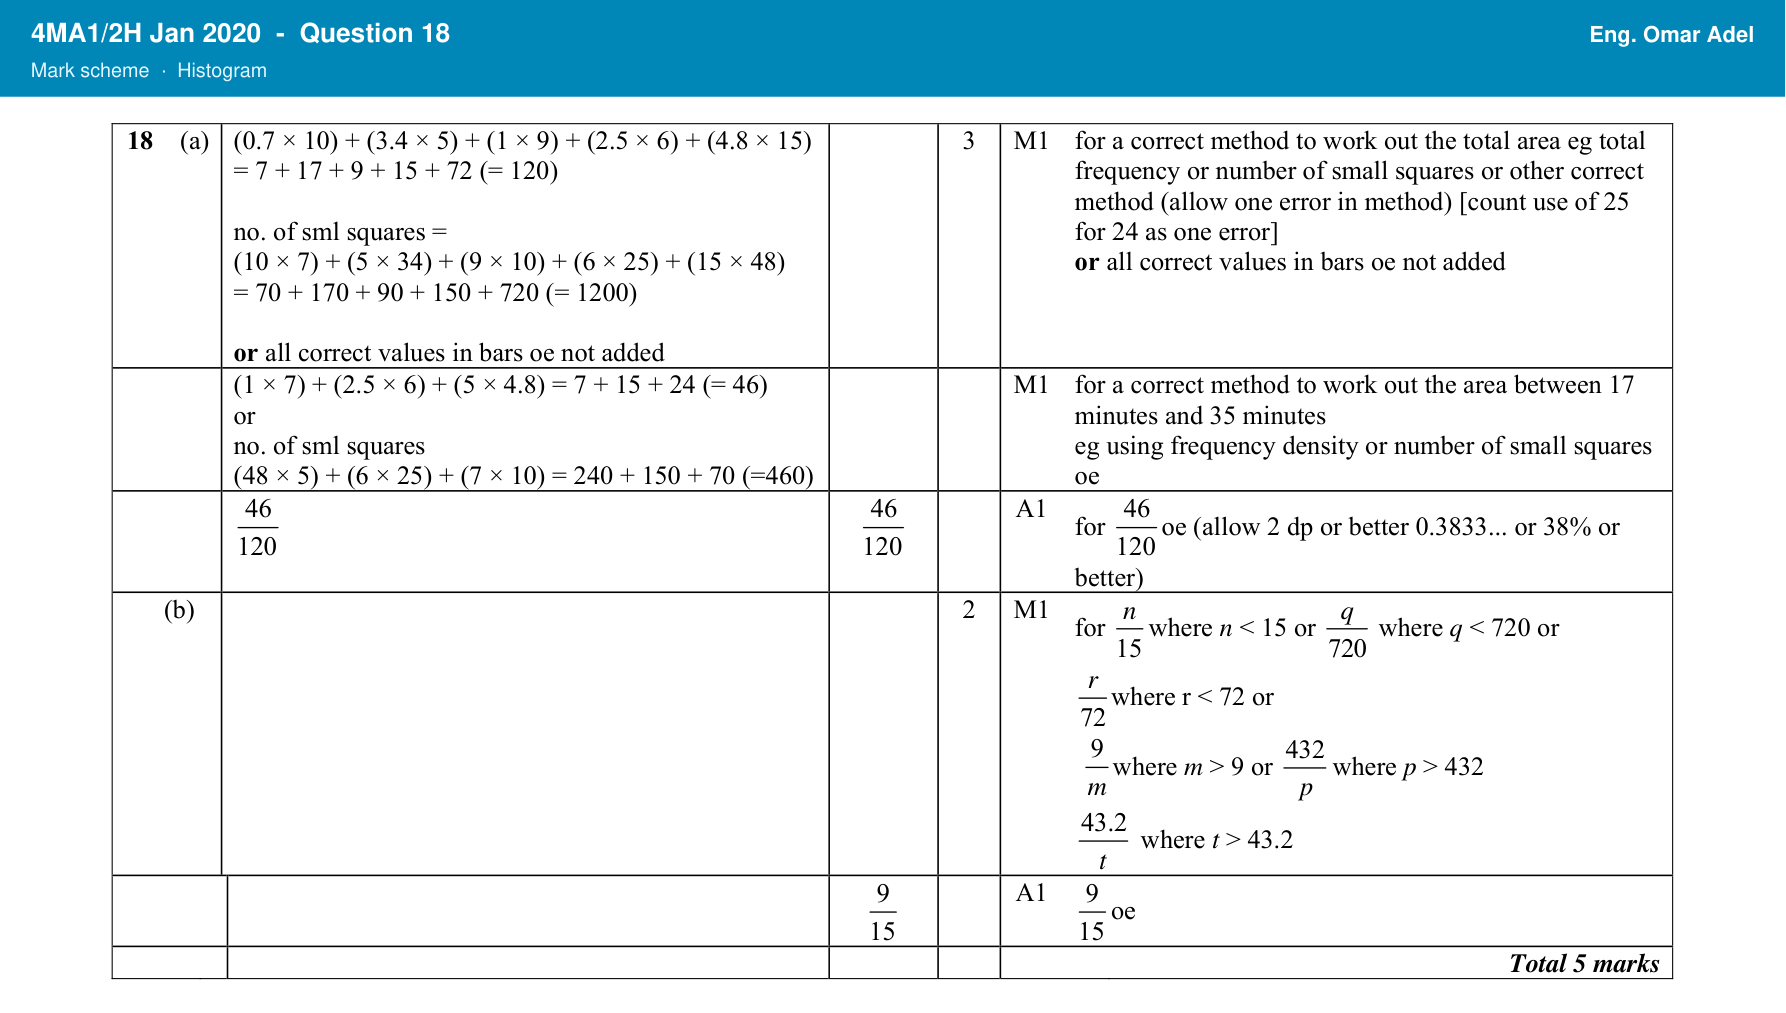 4MA1/2H Jan 2020 - Question 18
Eng. Omar Adel
Mark scheme · Histogram
18 (a) (0.7 × 10) + (3.4 × 5) + (1 × 9) + (2.5 × 6) + (4.8 × 15)
= 7 + 17 + 9 + 15 + 72 (= 120)
no. of sml squares =
(10 × 7) + (5 × 34) + (9 × 10) + (6 × 25) + (15 × 48)
= 70 + 170 + 90 + 150 + 720 (= 1200)
or all correct values in bars oe not added
3
M1 for a correct method to work out the total area eg total
frequency or number of small squares or other correct
method (allow one error in method) [count use of 25
for 24 as one error]
or all correct values in bars oe not added
(1 × 7) + (2.5 × 6) + (5 × 4.8) = 7 + 15 + 24 (= 46)
or
no. of sml squares
(48 × 5) + (6 × 25) + (7 × 10) = 240 + 150 + 70 (=460)
M1 for a correct method to work out the area between 17
minutes and 35 minutes
eg using frequency density or number of small squares
oe
46/120
46/120
A1 for 46/120 oe (allow 2 dp or better 0.3833... or 38% or
better)
(b)
2
M1 for n/15 where n < 15 or q/720 where q < 720 or
r/72 where r < 72 or
9/m where m > 9 or 432/p where p > 432
43.2/t where t > 43.2
9/15
A1 9/15 oe
Total 5 marks